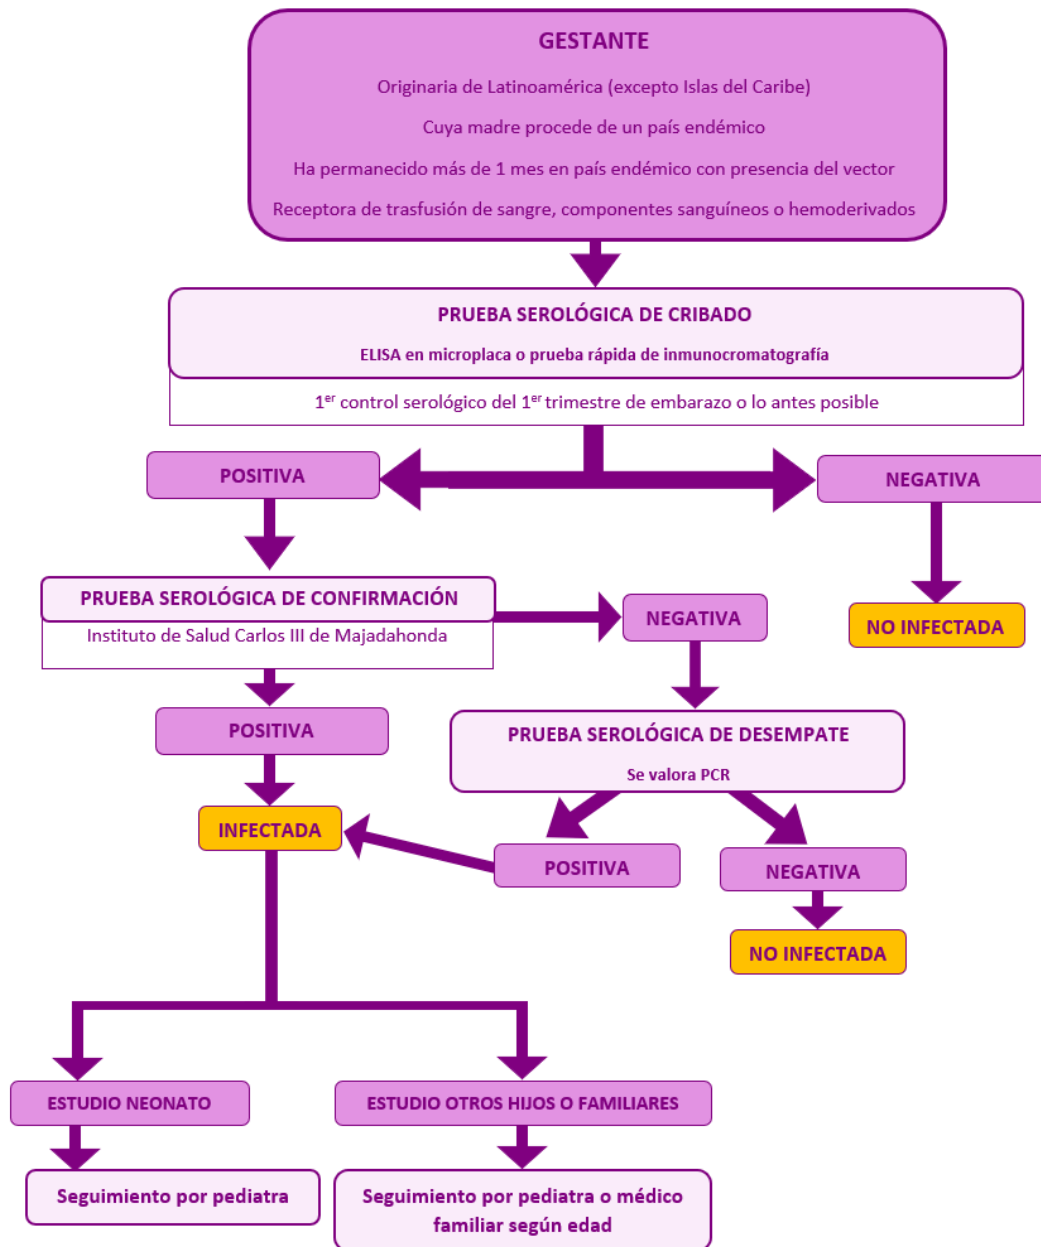 GESTANTE
Originaria de Latinoamérica (excepto Islas del Caribe)
Cuya madre procede de un país endémico
Ha permanecido más de 1 mes en país endémico con presencia del vector
Receptora de trasfusión de sangre, componentes sanguíneos o hemoderivados
PRUEBA SEROLÓGICA DE CRIBADO
ELISA en microplaca o prueba rápida de inmunocromatografía
1er control serológico del 1er trimestre de embarazo o lo antes posible
POSITIVA
NEGATIVA
PRUEBA SEROLÓGICA DE CONFIRMACIÓN
Instituto de Salud Carlos III de Majadahonda
NEGATIVA
NO INFECTADA
POSITIVA
PRUEBA SEROLÓGICA DE DESEMPATE
Se valora PCR
INFECTADA
POSITIVA
NEGATIVA
NO INFECTADA
ESTUDIO NEONATO
ESTUDIO OTROS HIJOS O FAMILIARES
Seguimiento por pediatra
Seguimiento por pediatra o médico
familiar según edad